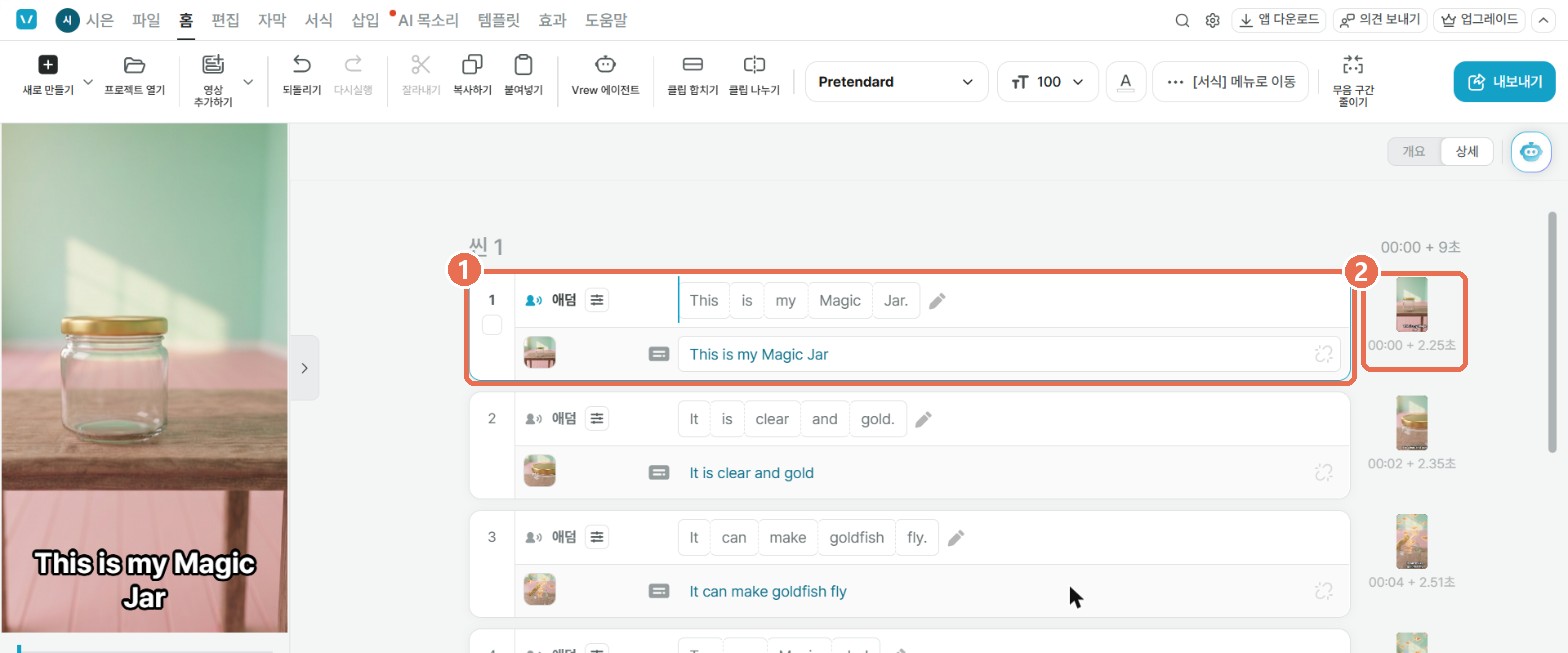 시 시은 파일 홈 편집 자막 서식 삽입 AI 목소리 템플릿 효과 도움말
앱 다운로드 의견 보내기 업그레이드
새로 만들기 프로젝트 열기 영상 추가하기 되돌리기 다시실행 잘라내기 복사하기 붙여넣기 Vrew 에이전트 클립 합치기 클립 나누기 Pretendard 100 A [서식] 메뉴로 이동 무음 구간 줄이기 내보내기
개요 상세
씬 1 00:00 + 9초
1 2
1 애덤 This is my Magic Jar.
This is my Magic Jar 00:00 + 2.25초
2 애덤 It is clear and gold.
It is clear and gold 00:02 + 2.35초
3 애덤 It can make goldfish fly.
It can make goldfish fly 00:04 + 2.51초
This is my Magic
Jar